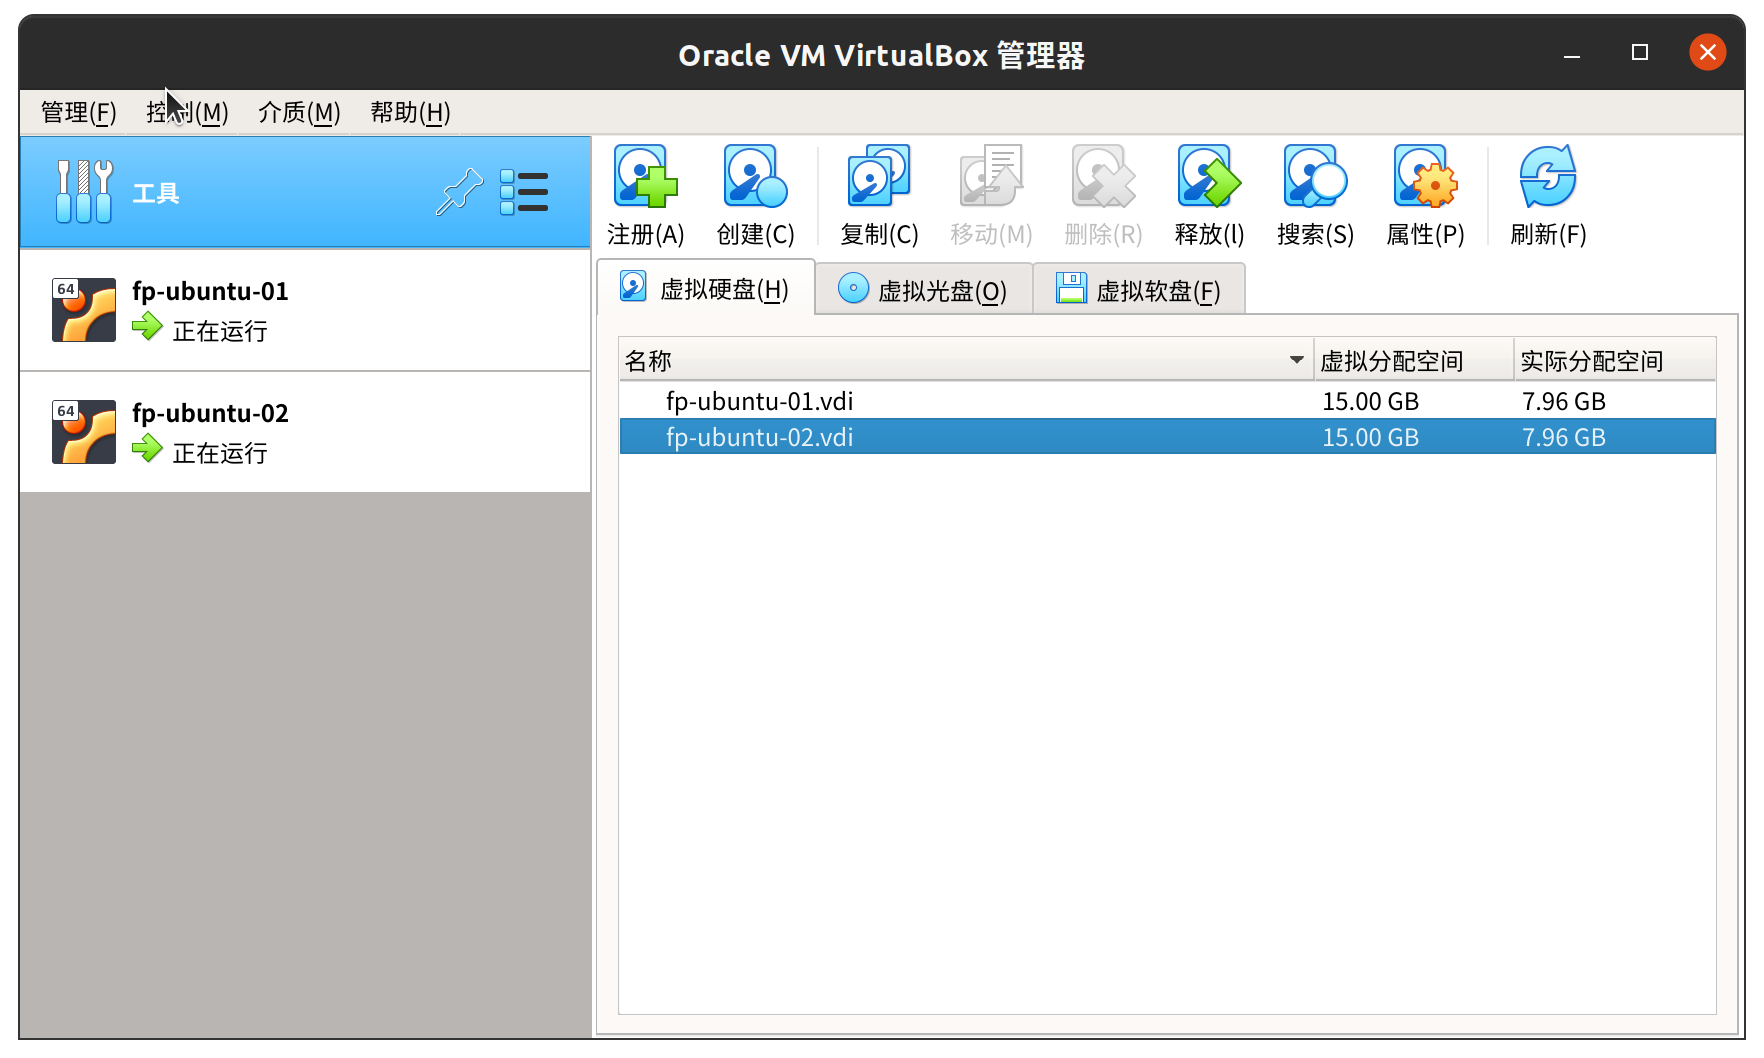 Oracle VM VirtualBox 管理器
管理(F) 控制(M) 介质(M) 帮助(H)
工具
64 fp-ubuntu-01
正在运行
64 fp-ubuntu-02
正在运行
注册(A) 创建(C) 复制(C) 移动(M) 删除(R) 释放(l) 搜索(S) 属性(P) 刷新(F)
虚拟硬盘(H) 虚拟光盘(O) 虚拟软盘(F)
名称 虚拟分配空间 实际分配空间
fp-ubuntu-01.vdi 15.00 GB 7.96 GB
fp-ubuntu-02.vdi 15.00 GB 7.96 GB